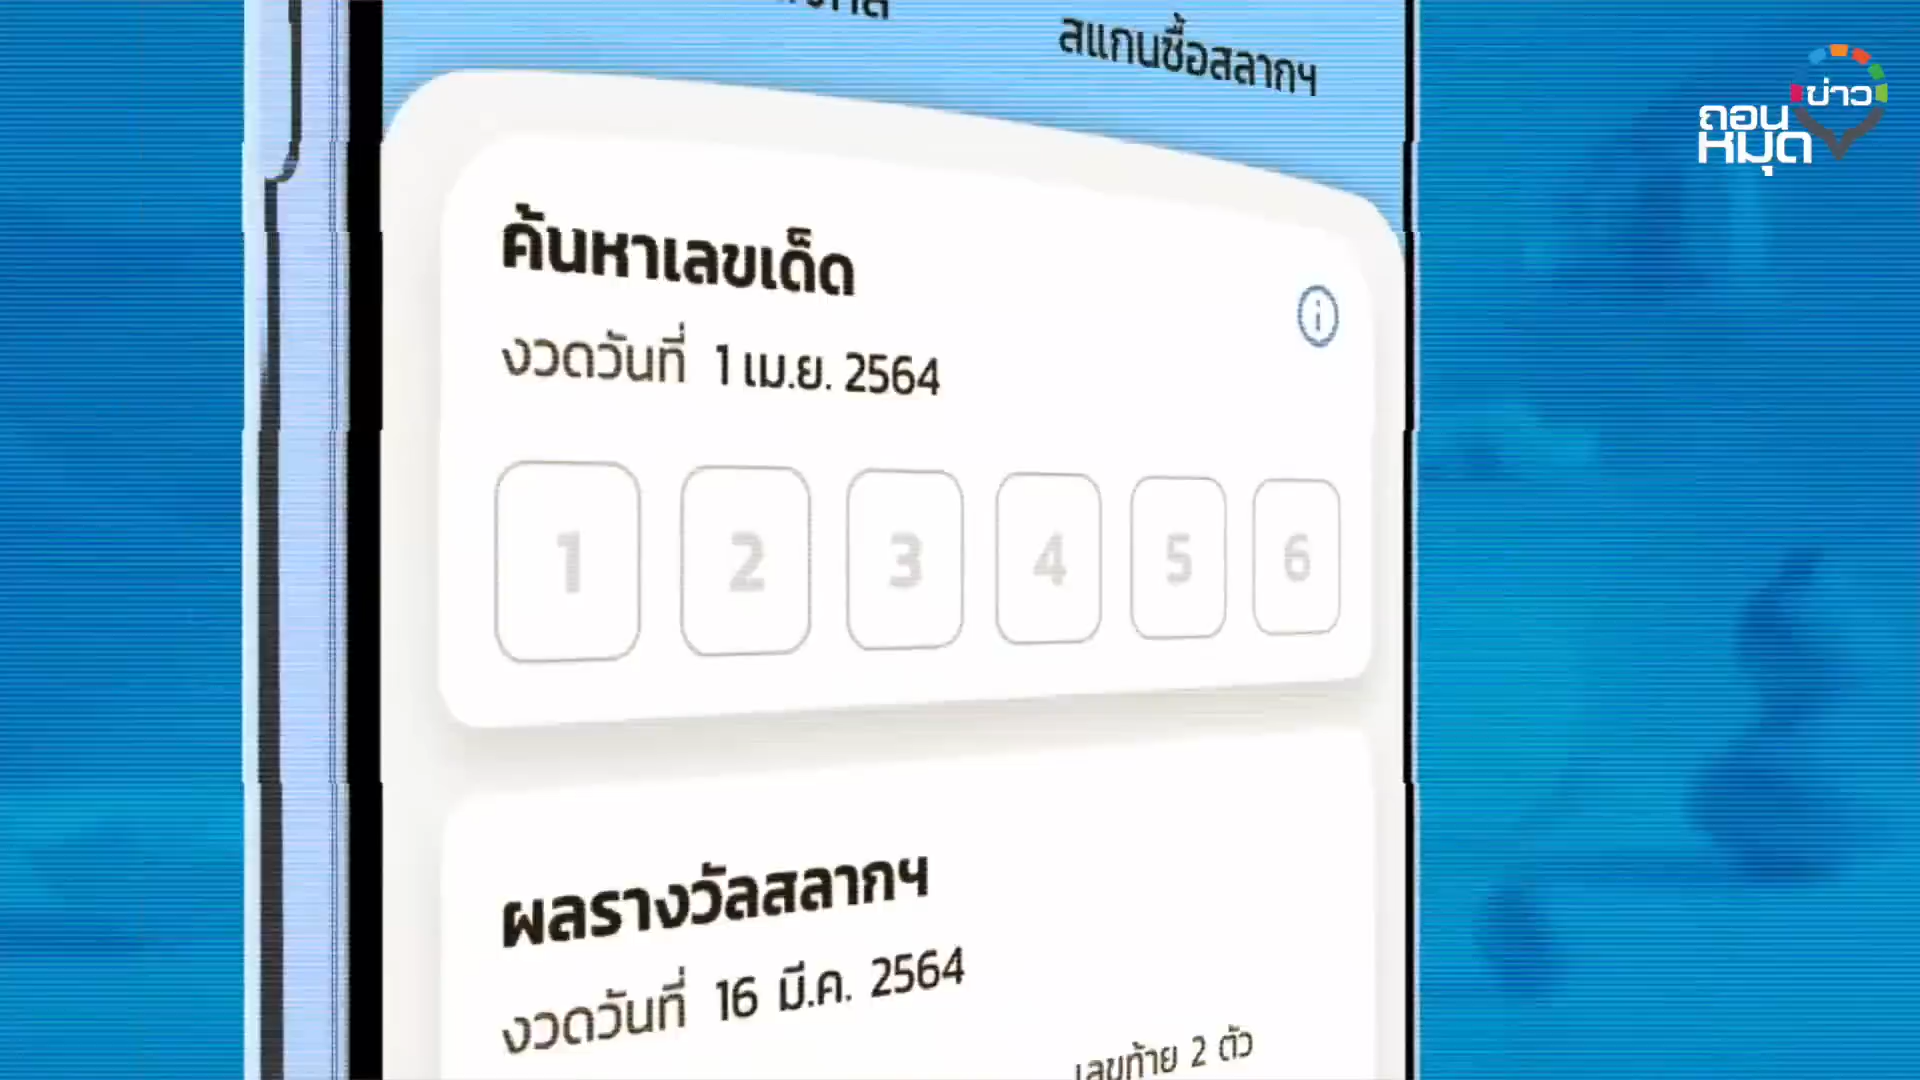 สแกนซื้อสลากฯ
ข่าว
ถอน
หมุด
ค้นหาเลขเด็ด
งวดวันที่ 1 เม.ย. 2564
1 2 3 4 5 6
ผลรางวัลสลากฯ
งวดวันที่ 16 มี.ค. 2564
เลขท้าย 2 ตัว